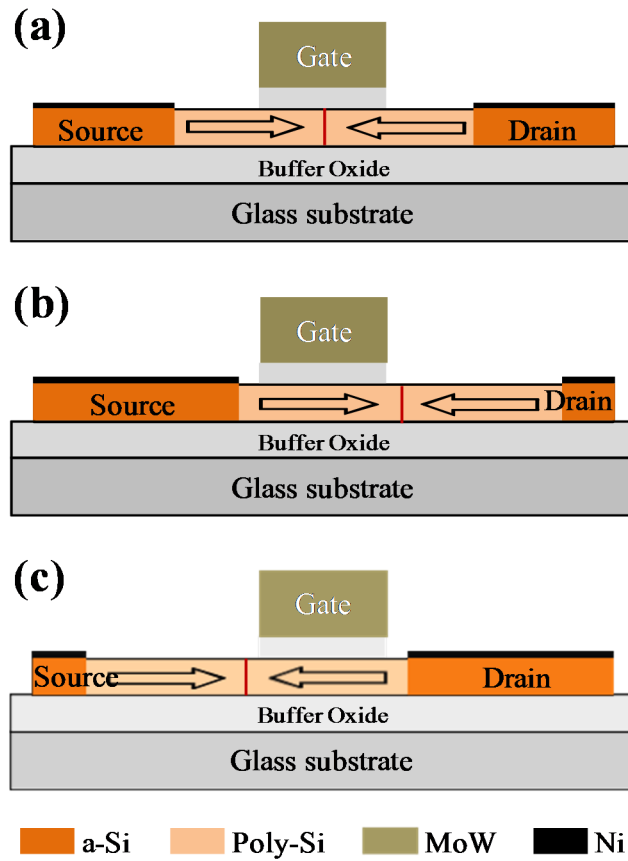 (a)
Gate
Source Drain
Buffer Oxide
Glass substrate
(b)
Gate
Source Drain
Buffer Oxide
Glass substrate
(c)
Gate
Source Drain
Buffer Oxide
Glass substrate
a-Si Poly-Si MoW Ni